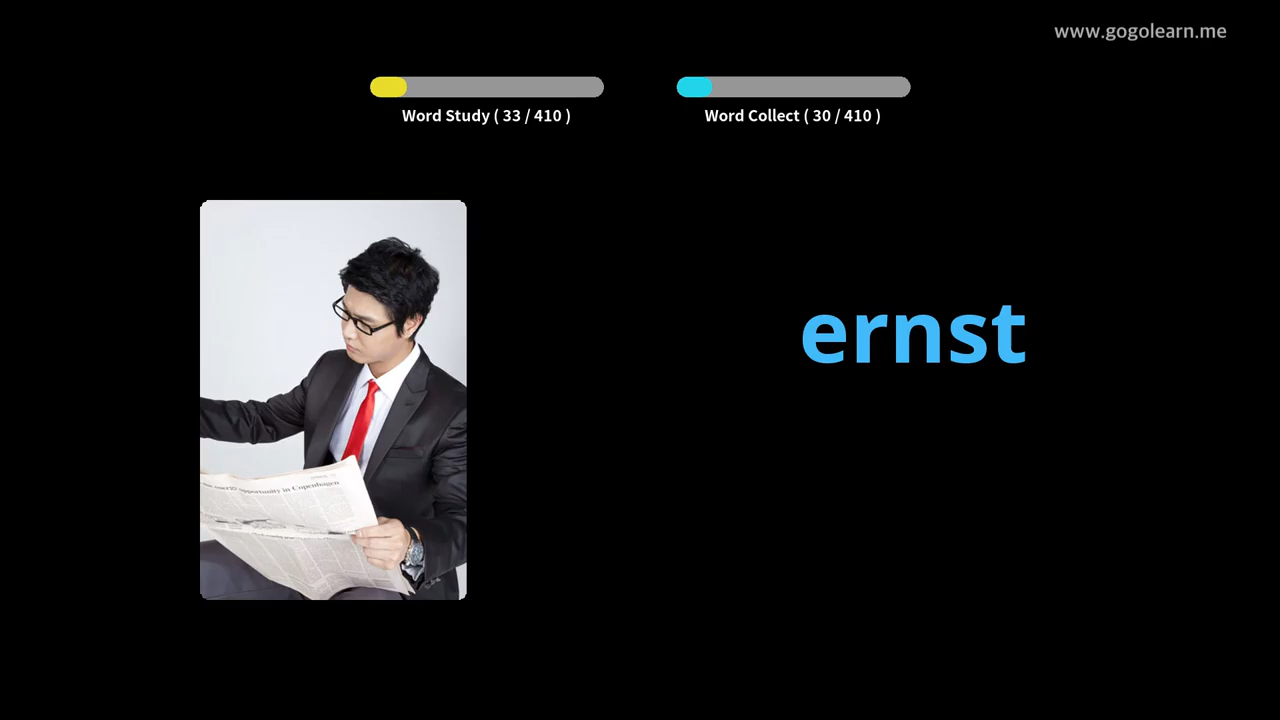 www.gogolearn.me
Word Study ( 33 / 410 )
Word Collect ( 30 / 410 )
ernst
opportunity in Copenhagen